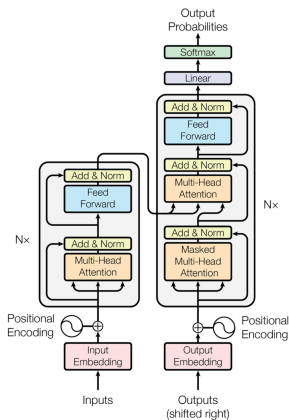 Output
Probabilities
Softmax
Linear
Add & Norm
Feed
Forward
Add & Norm
Multi-Head
Attention
Add & Norm
Masked
Multi-Head
Attention
N×
Add & Norm
Feed
Forward
Add & Norm
Multi-Head
Attention
N×
Positional
Encoding
Positional
Encoding
Input
Embedding
Output
Embedding
Inputs
Outputs
(shifted right)